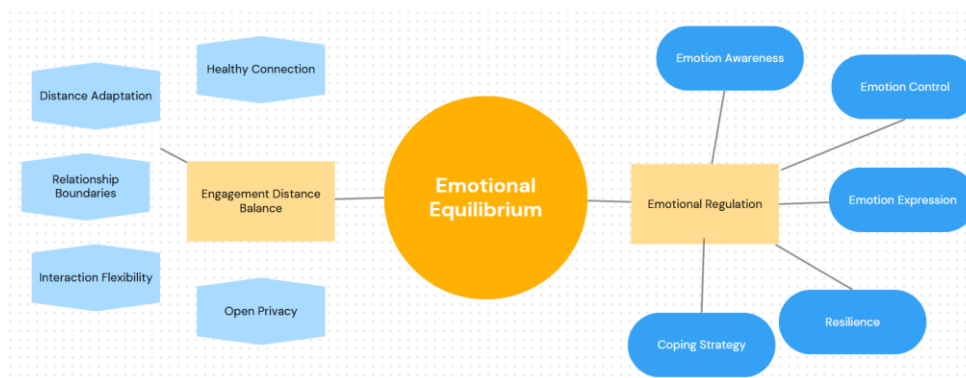 Healthy Connection
Distance Adaptation
Relationship
Boundaries
Engagement Distance
Balance
Interaction Flexibility
Open Privacy
Emotional
Equilibrium
Emotion Awareness
Emotion Control
Emotional Regulation
Emotion Expression
Resilience
Coping Strategy